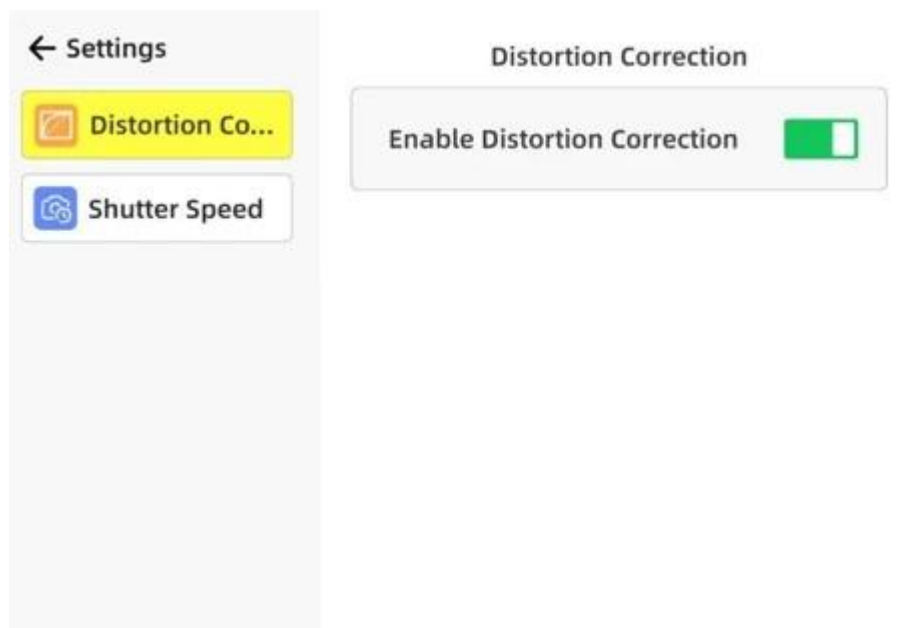 Settings
Distortion Co...
Shutter Speed
Distortion Correction
Enable Distortion Correction